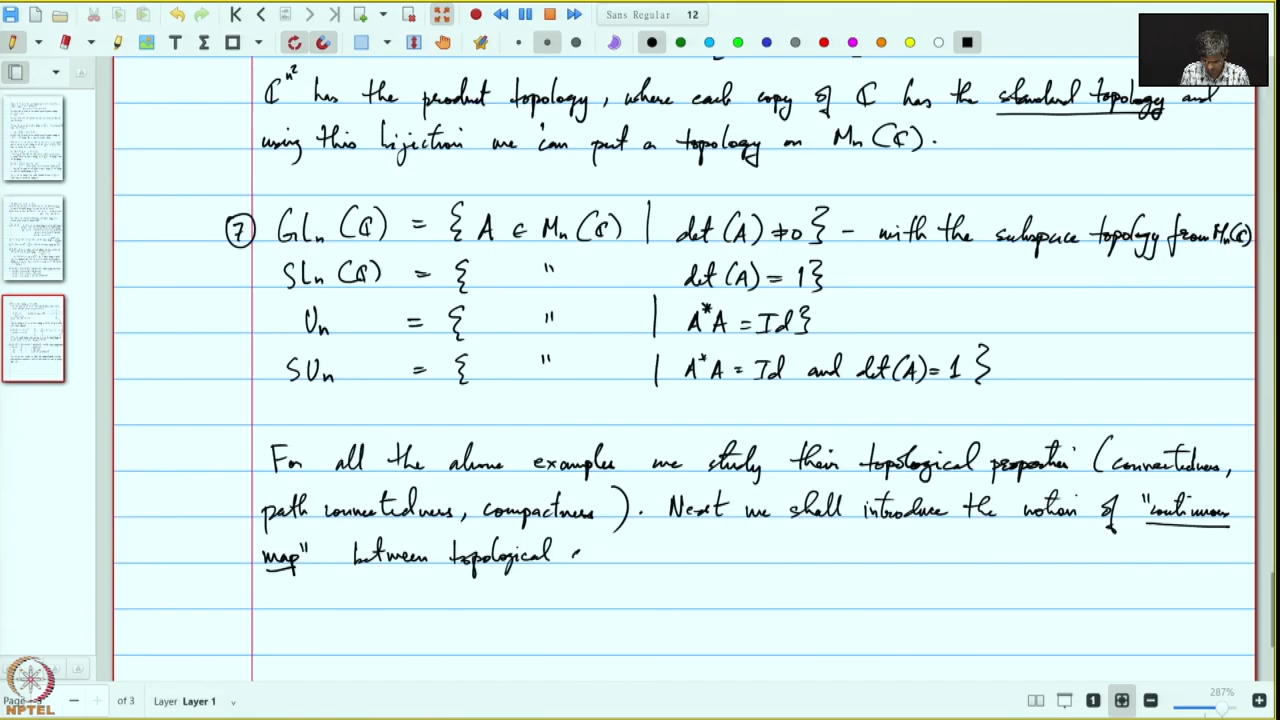 Sans Regular 12
ℂ^{n²} has the product topology, where each copy of ℂ has the standard topology and
using this bijection we can put a topology on Mn(ℂ).
⑦ GLn(ℂ) = { A ∈ Mn(ℂ) | det(A) ≠ 0 } – with the subspace topology from Mn(ℂ)
SLn(ℂ) = { " det(A) = 1 }
Un = { " | A*A = Id }
SUn = { " | A*A = Id and det(A) = 1 }
For all the above examples we study their topological properties (connectedness,
path connectedness, compactness). Next we shall introduce the notion of "continuous
map" between topological
Page of 3 Layer Layer 1
287%
NPTEL